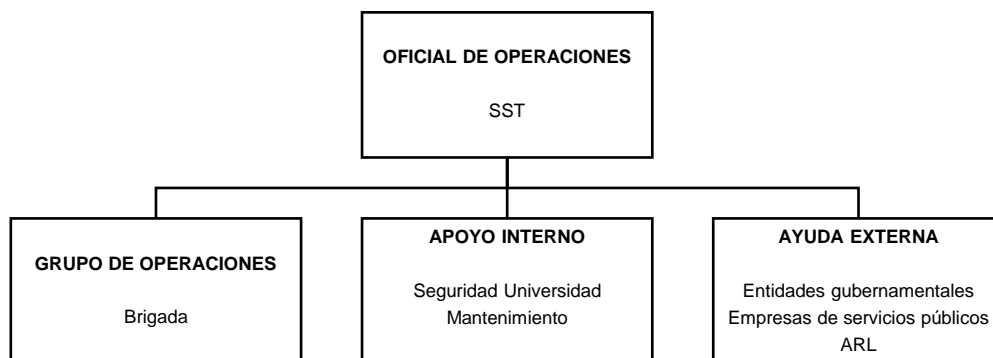 OFICIAL DE OPERACIONES
SST
GRUPO DE OPERACIONES
Brigada
APOYO INTERNO
Seguridad Universidad
Mantenimiento
AYUDA EXTERNA
Entidades gubernamentales
Empresas de servicios públicos
ARL